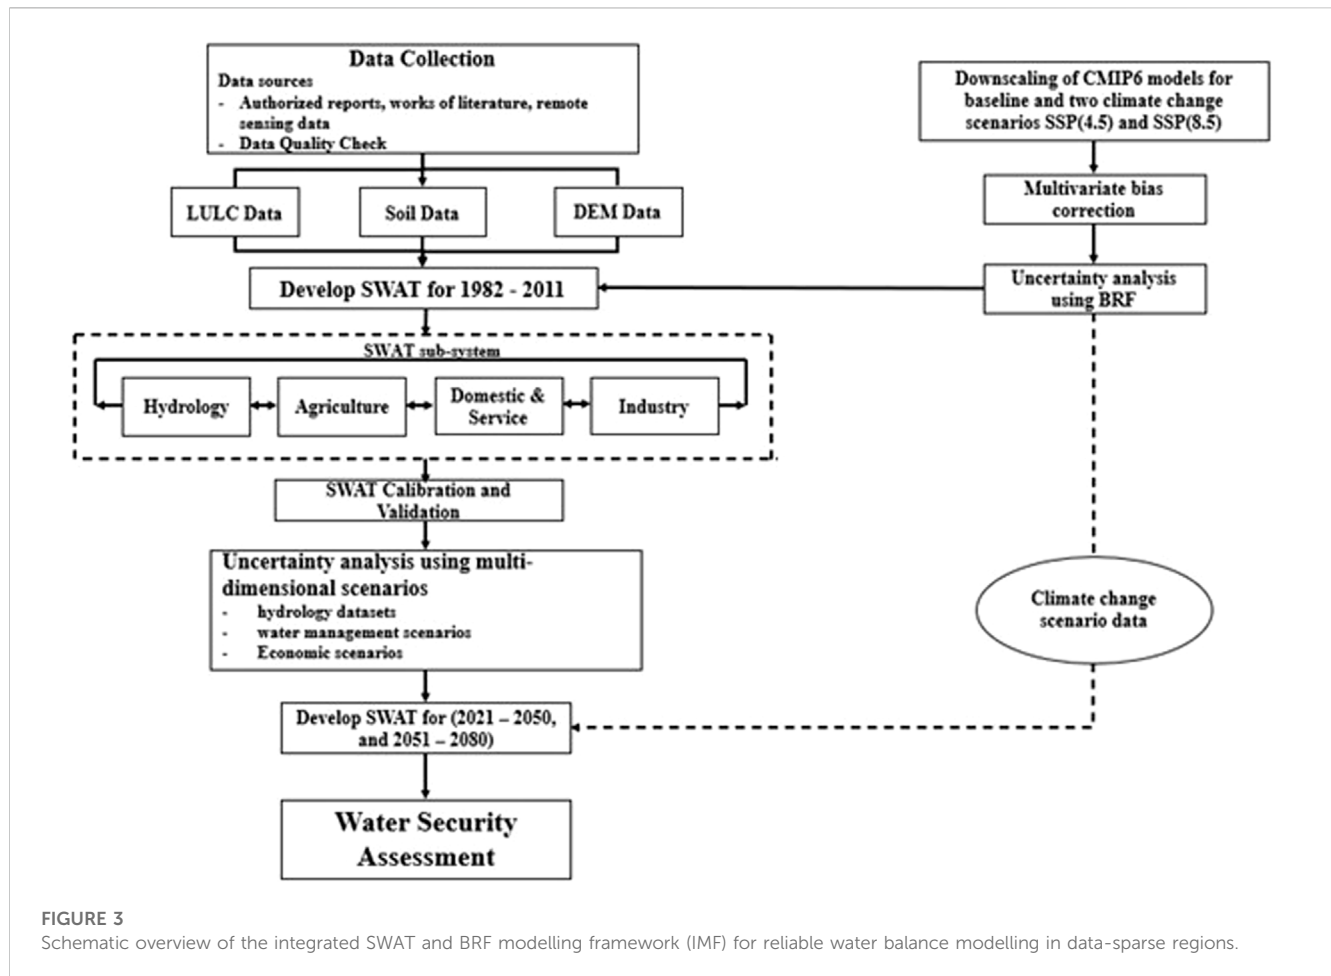 Data Collection
Data sources
- Authorized reports, works of literature, remote
sensing data
- Data Quality Check
LULC Data
Soil Data
DEM Data
Develop SWAT for 1982 - 2011
SWAT sub-system
Hydrology
Agriculture
Domestic &
Service
Industry
SWAT Calibration and
Validation
Uncertainty analysis using multi-
dimensional scenarios
- hydrology datasets
- water management scenarios
- Economic scenarios
Develop SWAT for (2021 – 2050,
and 2051 – 2080)
Water Security
Assessment
Downscaling of CMIP6 models for
baseline and two climate change
scenarios SSP(4.5) and SSP(8.5)
Multivariate bias
correction
Uncertainty analysis
using BRF
Climate change
scenario data
FIGURE 3
Schematic overview of the integrated SWAT and BRF modelling framework (IMF) for reliable water balance modelling in data-sparse regions.